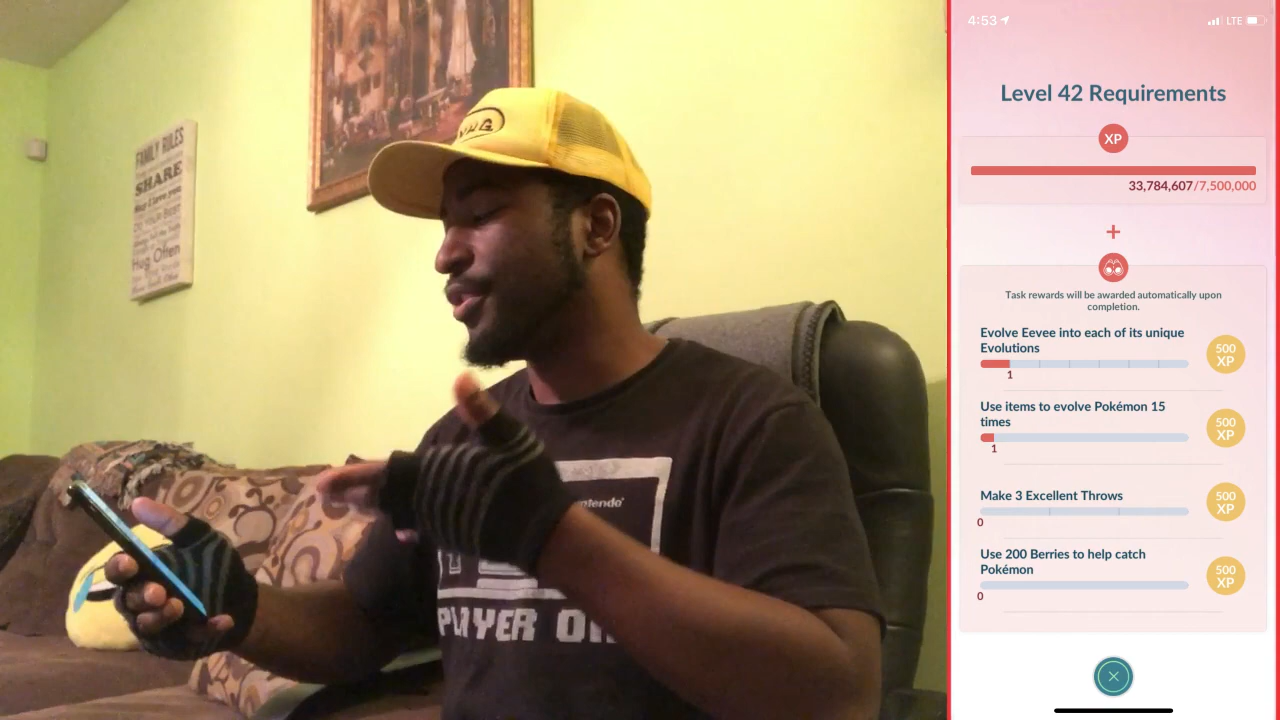 FAMILY RULES
SHARE
Hug Often
PLAYER
4:53
LTE
Level 42 Requirements
XP
33,784,607/7,500,000
+
Task rewards will be awarded automatically upon
completion.
Evolve Eevee into each of its unique
Evolutions
1
500
XP
Use items to evolve Pokémon 15
times
1
500
XP
Make 3 Excellent Throws
0
500
XP
Use 200 Berries to help catch
Pokémon
0
500
XP